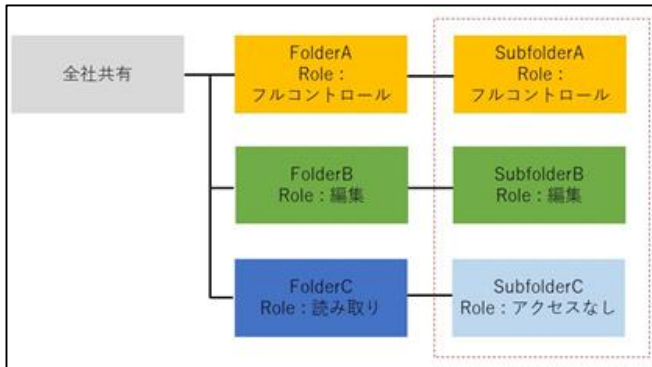 全社共有
FolderA
Role：
フルコントロール
SubfolderA
Role：
フルコントロール
FolderB
Role：編集
SubfolderB
Role：編集
FolderC
Role：読み取り
SubfolderC
Role：アクセスなし